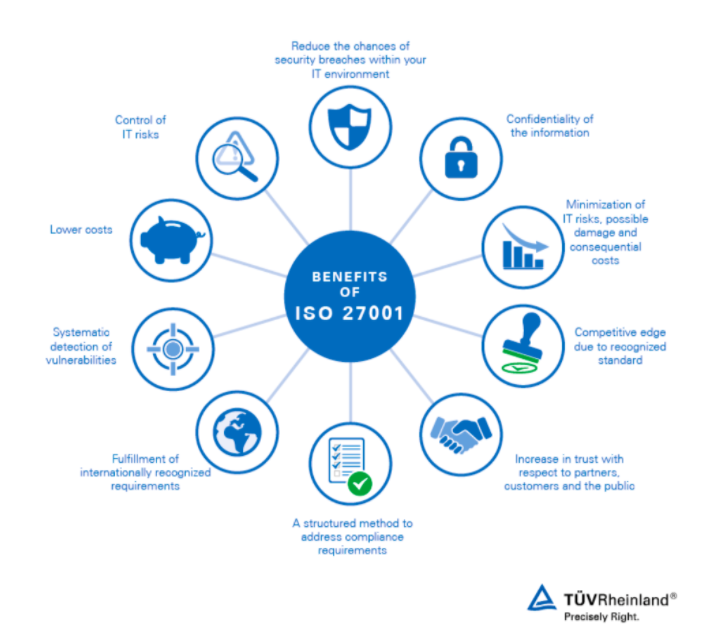 Reduce the chances of
security breaches within your
IT environment
Confidentiality of
the information
Minimization of
IT risks, possible
damage and
consequential
costs
Competitive edge
due to recognized
standard
Increase in trust with
respect to partners,
customers and the public
A structured method to
address compliance
requirements
Fulfillment of
internationally recognized
requirements
Systematic
detection of
vulnerabilities
Lower costs
Control of
IT risks
BENEFITS
OF
ISO 27001
TÜVRheinland®
Precisely Right.